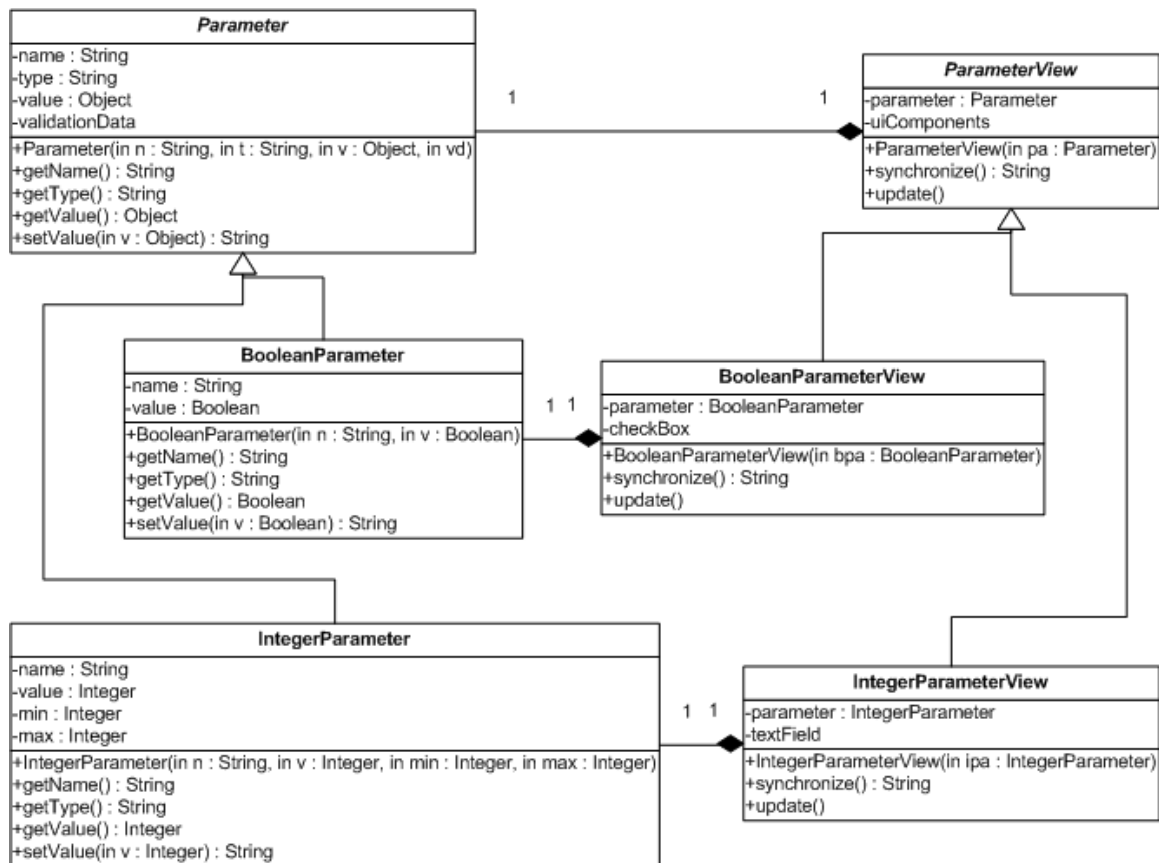 Parameter
-name : String
-type : String
-value : Object
-validationData
+Parameter(in n : String, in t : String, in v : Object, in vd)
+getName() : String
+getType() : String
+getValue() : Object
+setValue(in v : Object) : String
1
1
ParameterView
-parameter : Parameter
-uiComponents
+ParameterView(in pa : Parameter)
+synchronize() : String
+update()
BooleanParameter
-name : String
-value : Boolean
+BooleanParameter(in n : String, in v : Boolean)
+getName() : String
+getType() : String
+getValue() : Boolean
+setValue(in v : Boolean) : String
1
1
BooleanParameterView
-parameter : BooleanParameter
-checkBox
+BooleanParameterView(in bpa : BooleanParameter)
+synchronize() : String
+update()
IntegerParameter
-name : String
-value : Integer
-min : Integer
-max : Integer
+IntegerParameter(in n : String, in v : Integer, in min : Integer, in max : Integer)
+getName() : String
+getType() : String
+getValue() : Integer
+setValue(in v : Integer) : String
1
1
IntegerParameterView
-parameter : IntegerParameter
-textField
+IntegerParameterView(in ipa : IntegerParameter)
+synchronize() : String
+update()